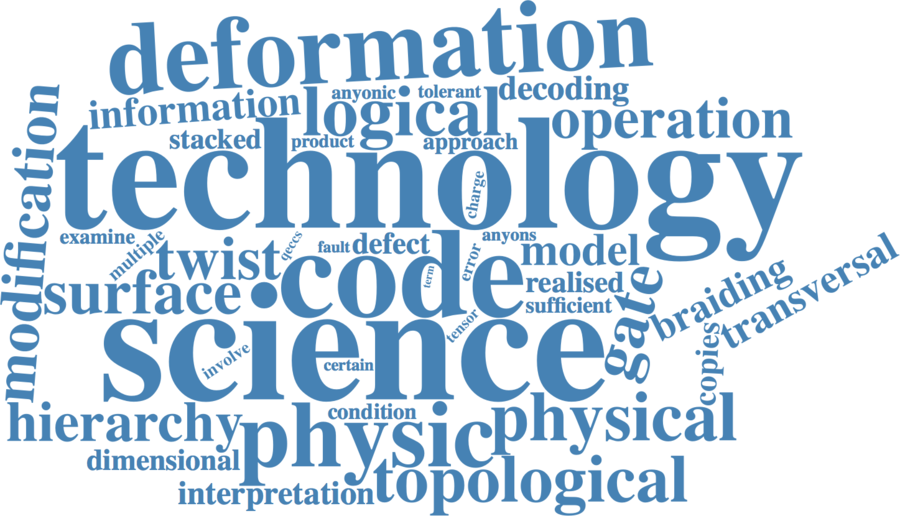 deformation
information
anyonic
tolerant
decoding
logical
operation
stacked
product
approach
modification
technology
charge
examine
multiple
twist
qeccs
fault
defect
anyons
model
code
term
error
realised
surface
sufficient
gate
braiding
transversal
science
tensor
involve
certain
copies
hierarchy
condition
physic
physical
dimensional
topological
interpretation